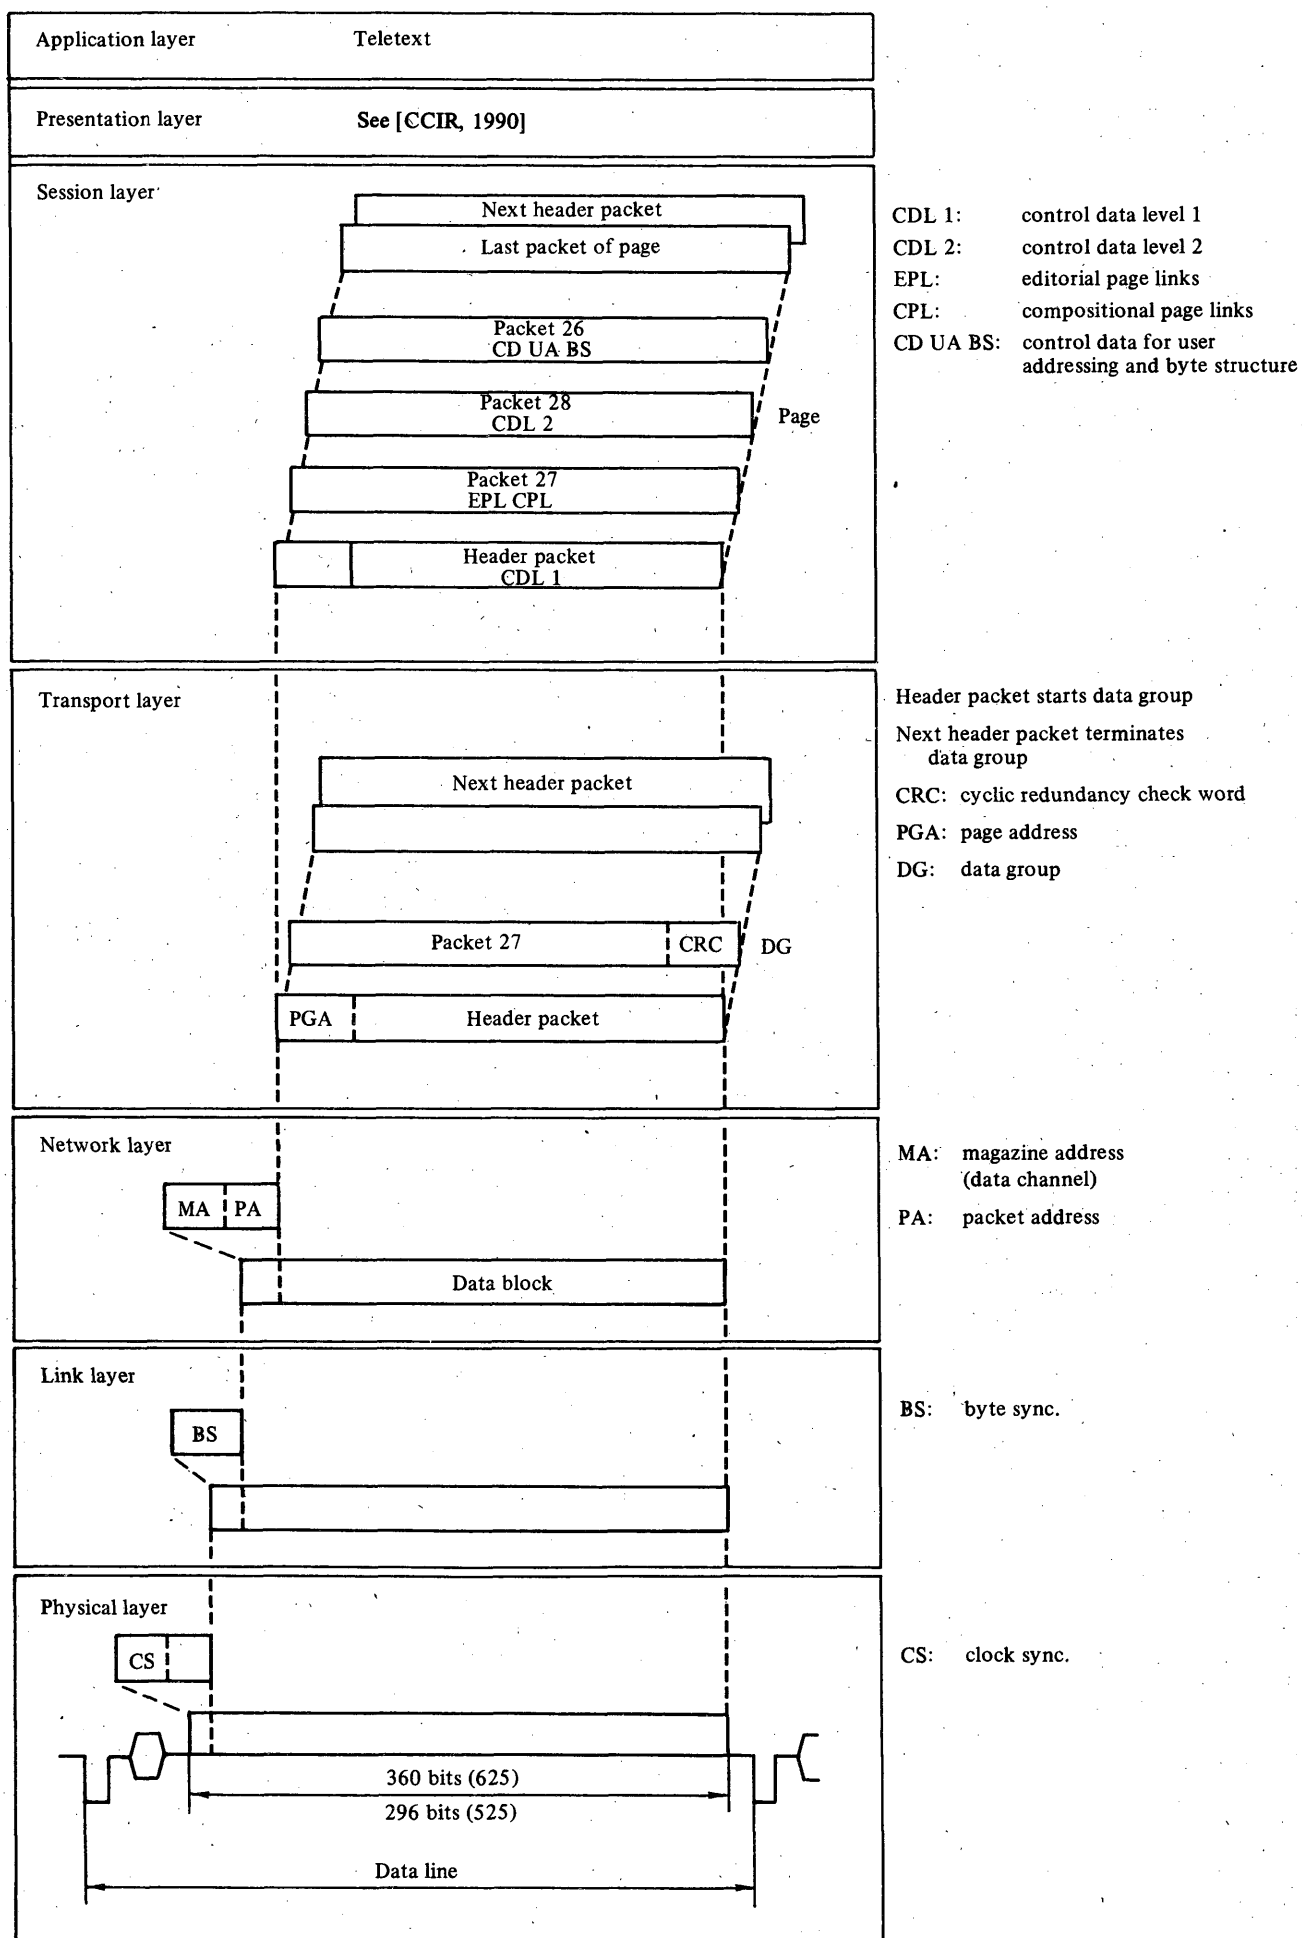 Application layer Teletext
Presentation layer See [CCIR, 1990]
Session layer
Next header packet
Last packet of page
Packet 26
CD UA BS
Packet 28
CDL 2
Page
Packet 27
EPL CPL
Header packet
CDL 1
CDL 1: control data level 1
CDL 2: control data level 2
EPL: editorial page links
CPL: compositional page links
CD UA BS: control data for user
addressing and byte structure
Transport layer
Next header packet
Packet 27 CRC DG
PGA Header packet
Header packet starts data group
Next header packet terminates
data group
CRC: cyclic redundancy check word
PGA: page address
DG: data group
Network layer
MA PA
Data block
MA: magazine address
(data channel)
PA: packet address
Link layer
BS
BS: byte sync.
Physical layer
CS
CS: clock sync.
360 bits (625)
296 bits (525)
Data line